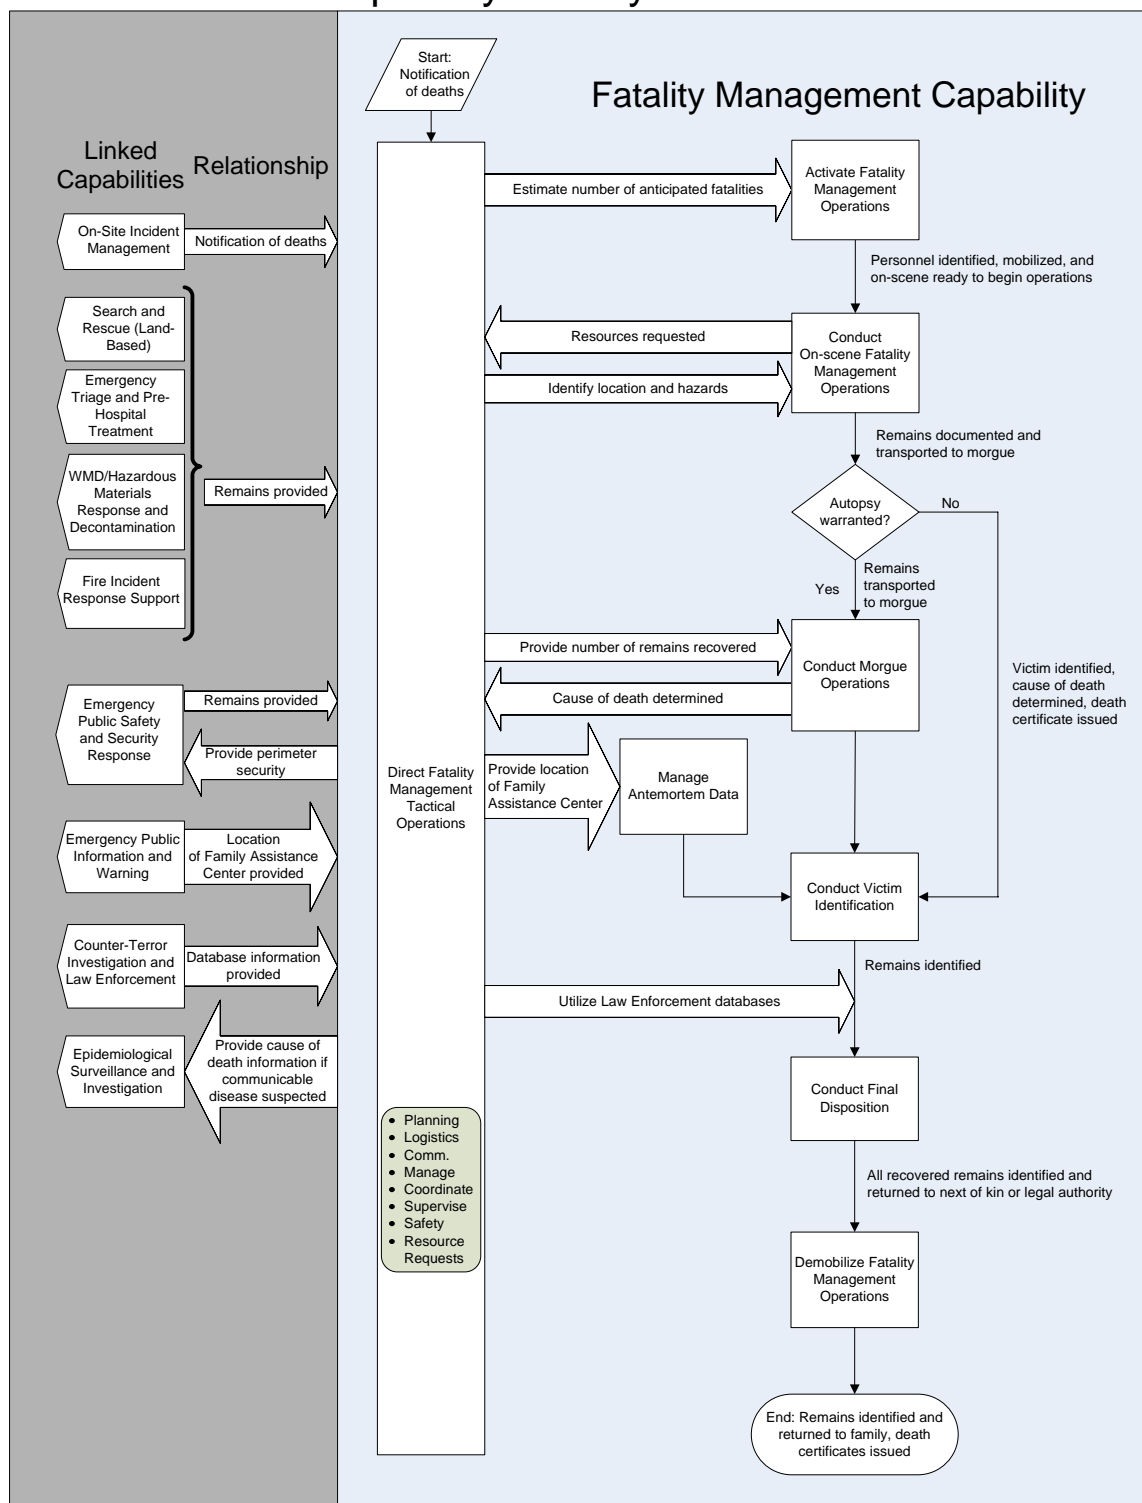 Start:
Notification
of deaths
Fatality Management Capability
Linked
Capabilities
Relationship
On-Site Incident
Management
Notification of deaths
Search and
Rescue (Land-
Based)
Emergency
Triage and Pre-
Hospital
Treatment
WMD/Hazardous
Materials
Response and
Decontamination
Fire Incident
Response Support
Remains provided
Emergency
Public Safety
and Security
Response
Remains provided
Provide perimeter
security
Emergency Public
Information and
Warning
Location
of Family Assistance
Center provided
Counter-Terror
Investigation and
Law Enforcement
Database information
provided
Epidemiological
Surveillance and
Investigation
Provide cause of
death information if
communicable
disease suspected
Direct Fatality
Management
Tactical
Operations
• Planning
• Logistics
• Comm.
• Manage
• Coordinate
• Supervise
• Safety
• Resource
Requests
Estimate number of anticipated fatalities
Activate Fatality
Management
Operations
Personnel identified, mobilized, and
on-scene ready to begin operations
Resources requested
Identify location and hazards
Conduct
On-scene Fatality
Management
Operations
Remains documented and
transported to morgue
Autopsy
warranted?
No
Yes
Remains
transported
to morgue
Provide number of remains recovered
Cause of death determined
Conduct Morgue
Operations
Victim identified,
cause of death
determined, death
certificate issued
Provide location
of Family
Assistance Center
Manage
Antemortem Data
Conduct Victim
Identification
Remains identified
Utilize Law Enforcement databases
Conduct Final
Disposition
All recovered remains identified and
returned to next of kin or legal authority
Demobilize Fatality
Management
Operations
End: Remains identified and
returned to family, death
certificates issued